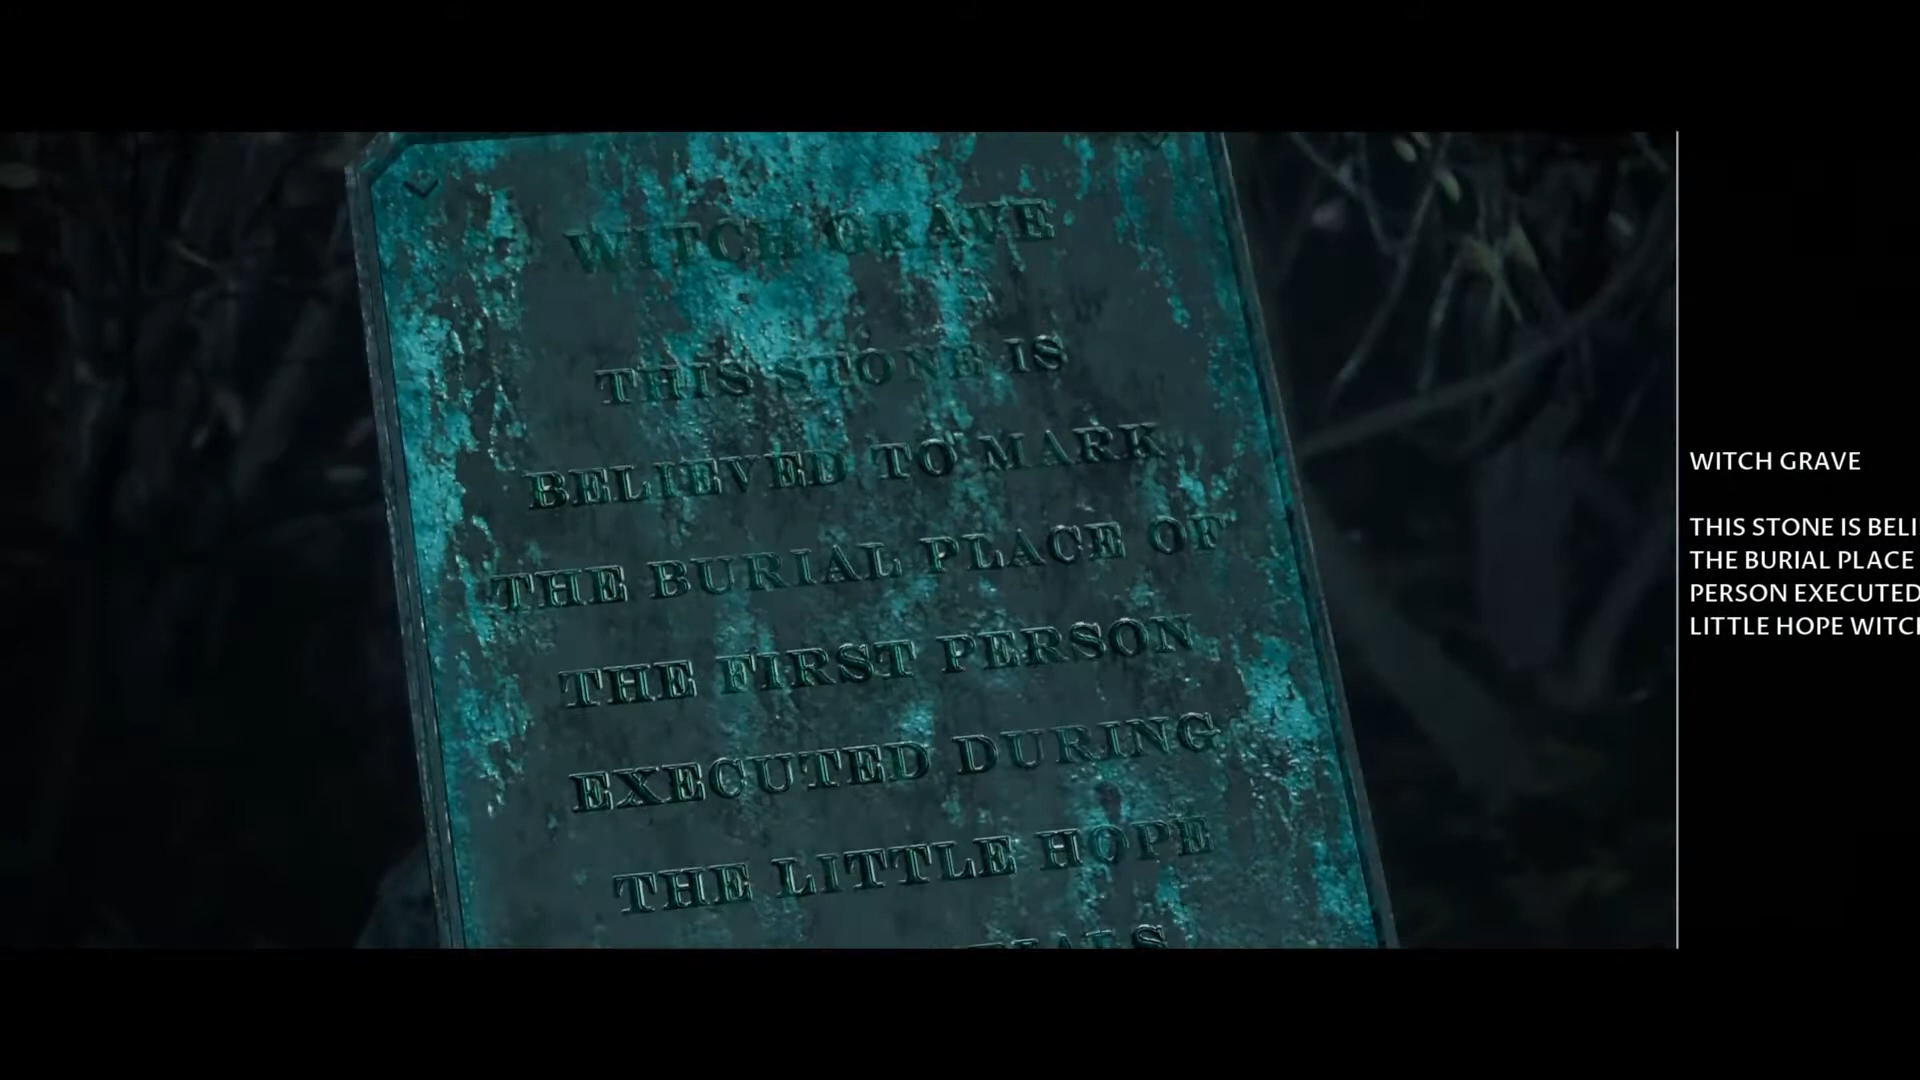 WITCH GRAVE
THIS STONE IS
BELIEVED TO MARK
THE BURIAL PLACE OF
THE FIRST PERSON
EXECUTED DURING
THE LITTLE HOPE
WITCH GRAVE
THIS STONE IS BELI
THE BURIAL PLACE
PERSON EXECUTED
LITTLE HOPE WITCH